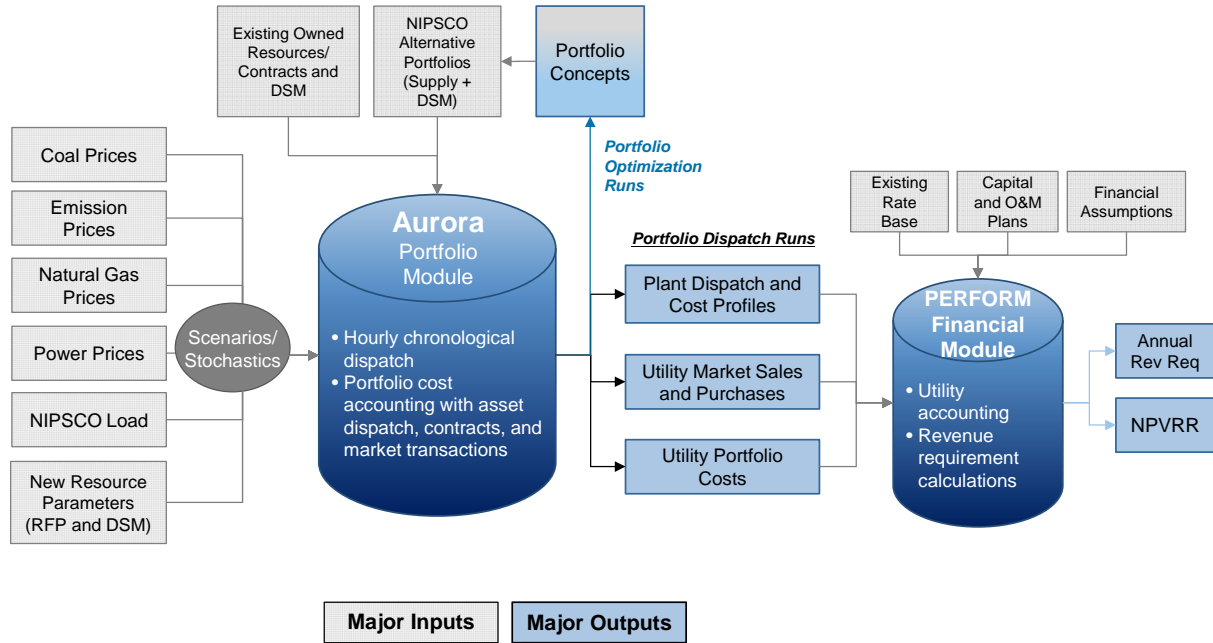 Existing Owned
Resources/
Contracts and
DSM
NIPSCO
Alternative
Portfolios
(Supply +
DSM)
Portfolio
Concepts
Portfolio
Optimization
Runs
Coal Prices
Emission
Prices
Natural Gas
Prices
Power Prices
NIPSCO Load
New Resource
Parameters
(RFP and DSM)
Scenarios/
Stochastics
Aurora
Portfolio
Module
• Hourly chronological
dispatch
• Portfolio cost
accounting with asset
dispatch, contracts, and
market transactions
Portfolio Dispatch Runs
Plant Dispatch and
Cost Profiles
Utility Market Sales
and Purchases
Utility Portfolio
Costs
Existing
Rate
Base
Capital
and O&M
Plans
Financial
Assumptions
PERFORM
Financial
Module
• Utility
accounting
• Revenue
requirement
calculations
Annual
Rev Req
NPVRR
Major Inputs
Major Outputs